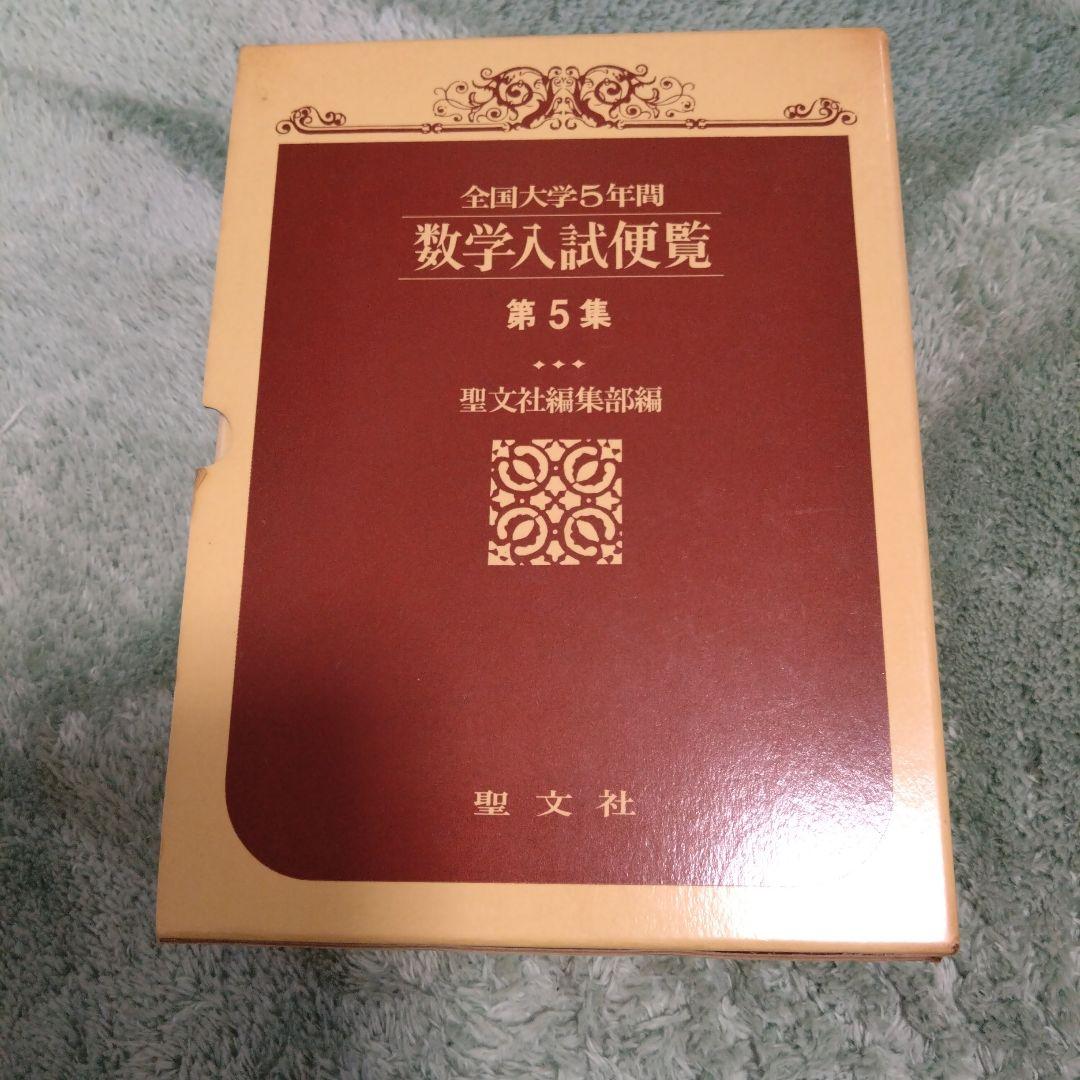 全国大学5年間
数学入試便覧
第5集
聖文社編集部編
聖文社